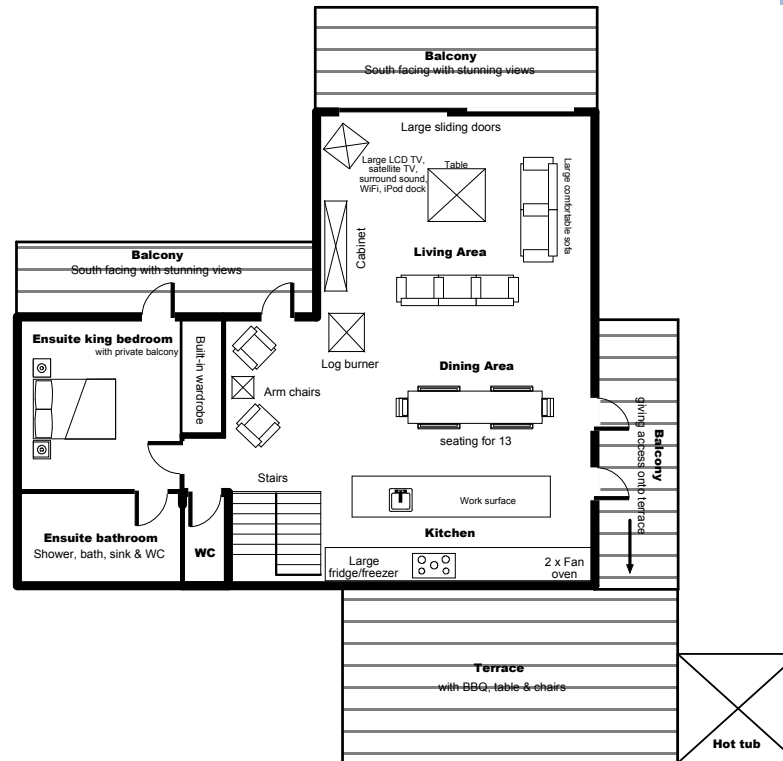 Balcony
South facing with stunning views
Large sliding doors
Large LCD TV,
satellite TV,
surround sound,
WiFi, iPod dock
Table
Large comfortable sofa
Cabinet
Living Area
Balcony
South facing with stunning views
Ensuite king bedroom
with private balcony
Built-in wardrobe
Log burner
Arm chairs
Dining Area
seating for 13
Balcony
giving access onto terrace
Stairs
Work surface
Kitchen
Ensuite bathroom
Shower, bath, sink & WC
WC
Large
fridge/freezer
2 x Fan
oven
Terrace
with BBQ, table & chairs
Hot tub